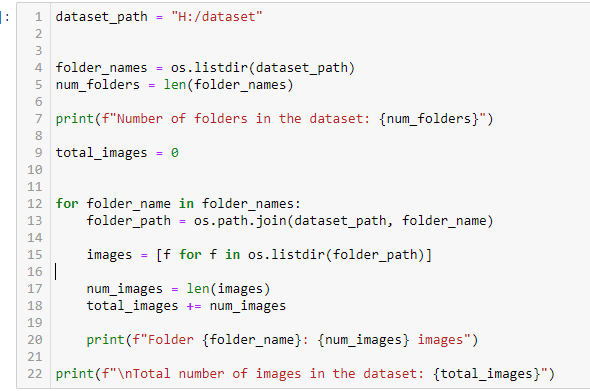 ]:
1 dataset_path = "H:/dataset"
2
3
4 folder_names = os.listdir(dataset_path)
5 num_folders = len(folder_names)
6
7 print(f"Number of folders in the dataset: {num_folders}")
8
9 total_images = 0
10
11
12 for folder_name in folder_names:
13     folder_path = os.path.join(dataset_path, folder_name)
14
15     images = [f for f in os.listdir(folder_path)]
16
17     num_images = len(images)
18     total_images += num_images
19
20     print(f"Folder {folder_name}: {num_images} images")
21
22 print(f"\nTotal number of images in the dataset: {total_images}")